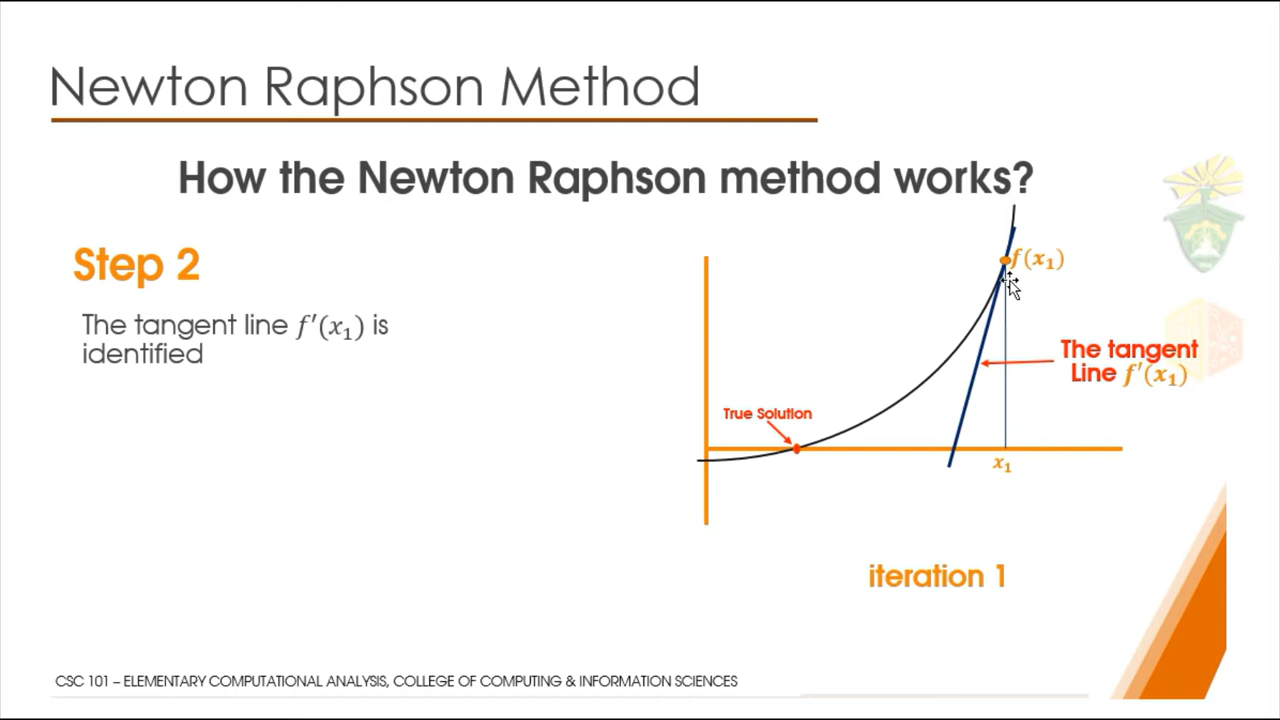 Newton Raphson Method
How the Newton Raphson method works?
Step 2
The tangent line f′(x₁) is
identified
f(x₁)
The tangent
Line f′(x₁)
True Solution
x₁
iteration 1
CSC 101 – ELEMENTARY COMPUTATIONAL ANALYSIS, COLLEGE OF COMPUTING & INFORMATION SCIENCES